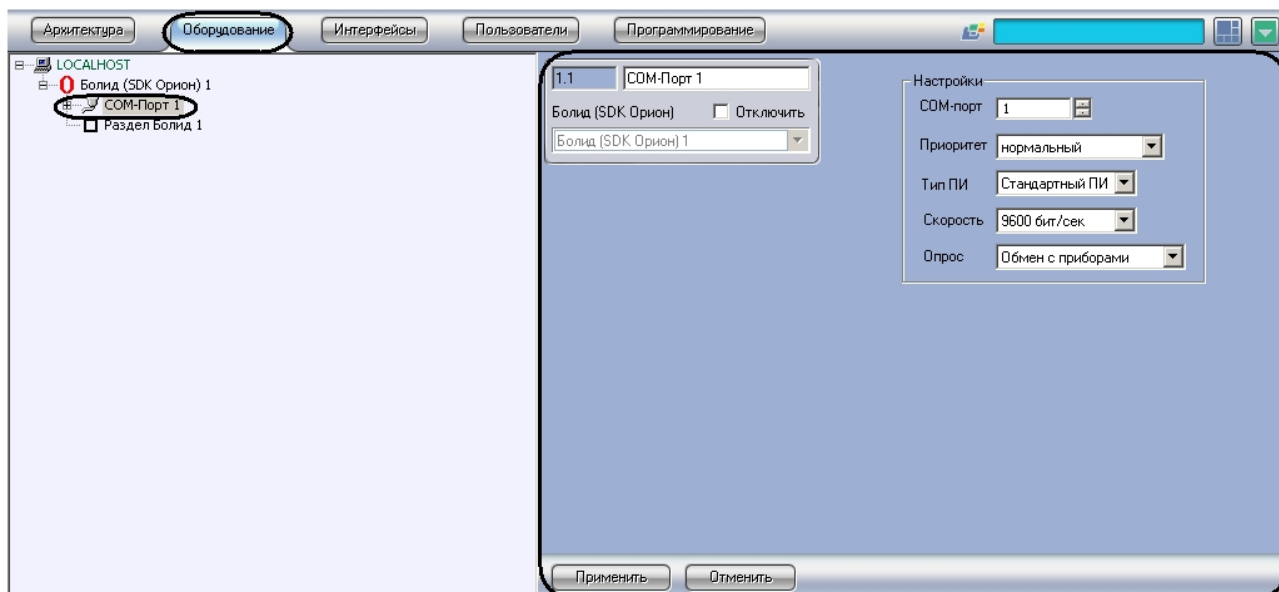 Архитектура Оборудование Интерфейсы Пользователи Программирование
LOCALHOST
Болид (SDK Орион) 1
COM-Порт 1
Раздел Болид 1
1.1 COM-Порт 1
Болид (SDK Орион) Отключить
Болид (SDK Орион) 1
Настройки
COM-порт 1
Приоритет нормальный
Тип ПИ Стандартный ПИ
Скорость 9600 бит/сек
Опрос Обмен с приборами
Применить Отменить